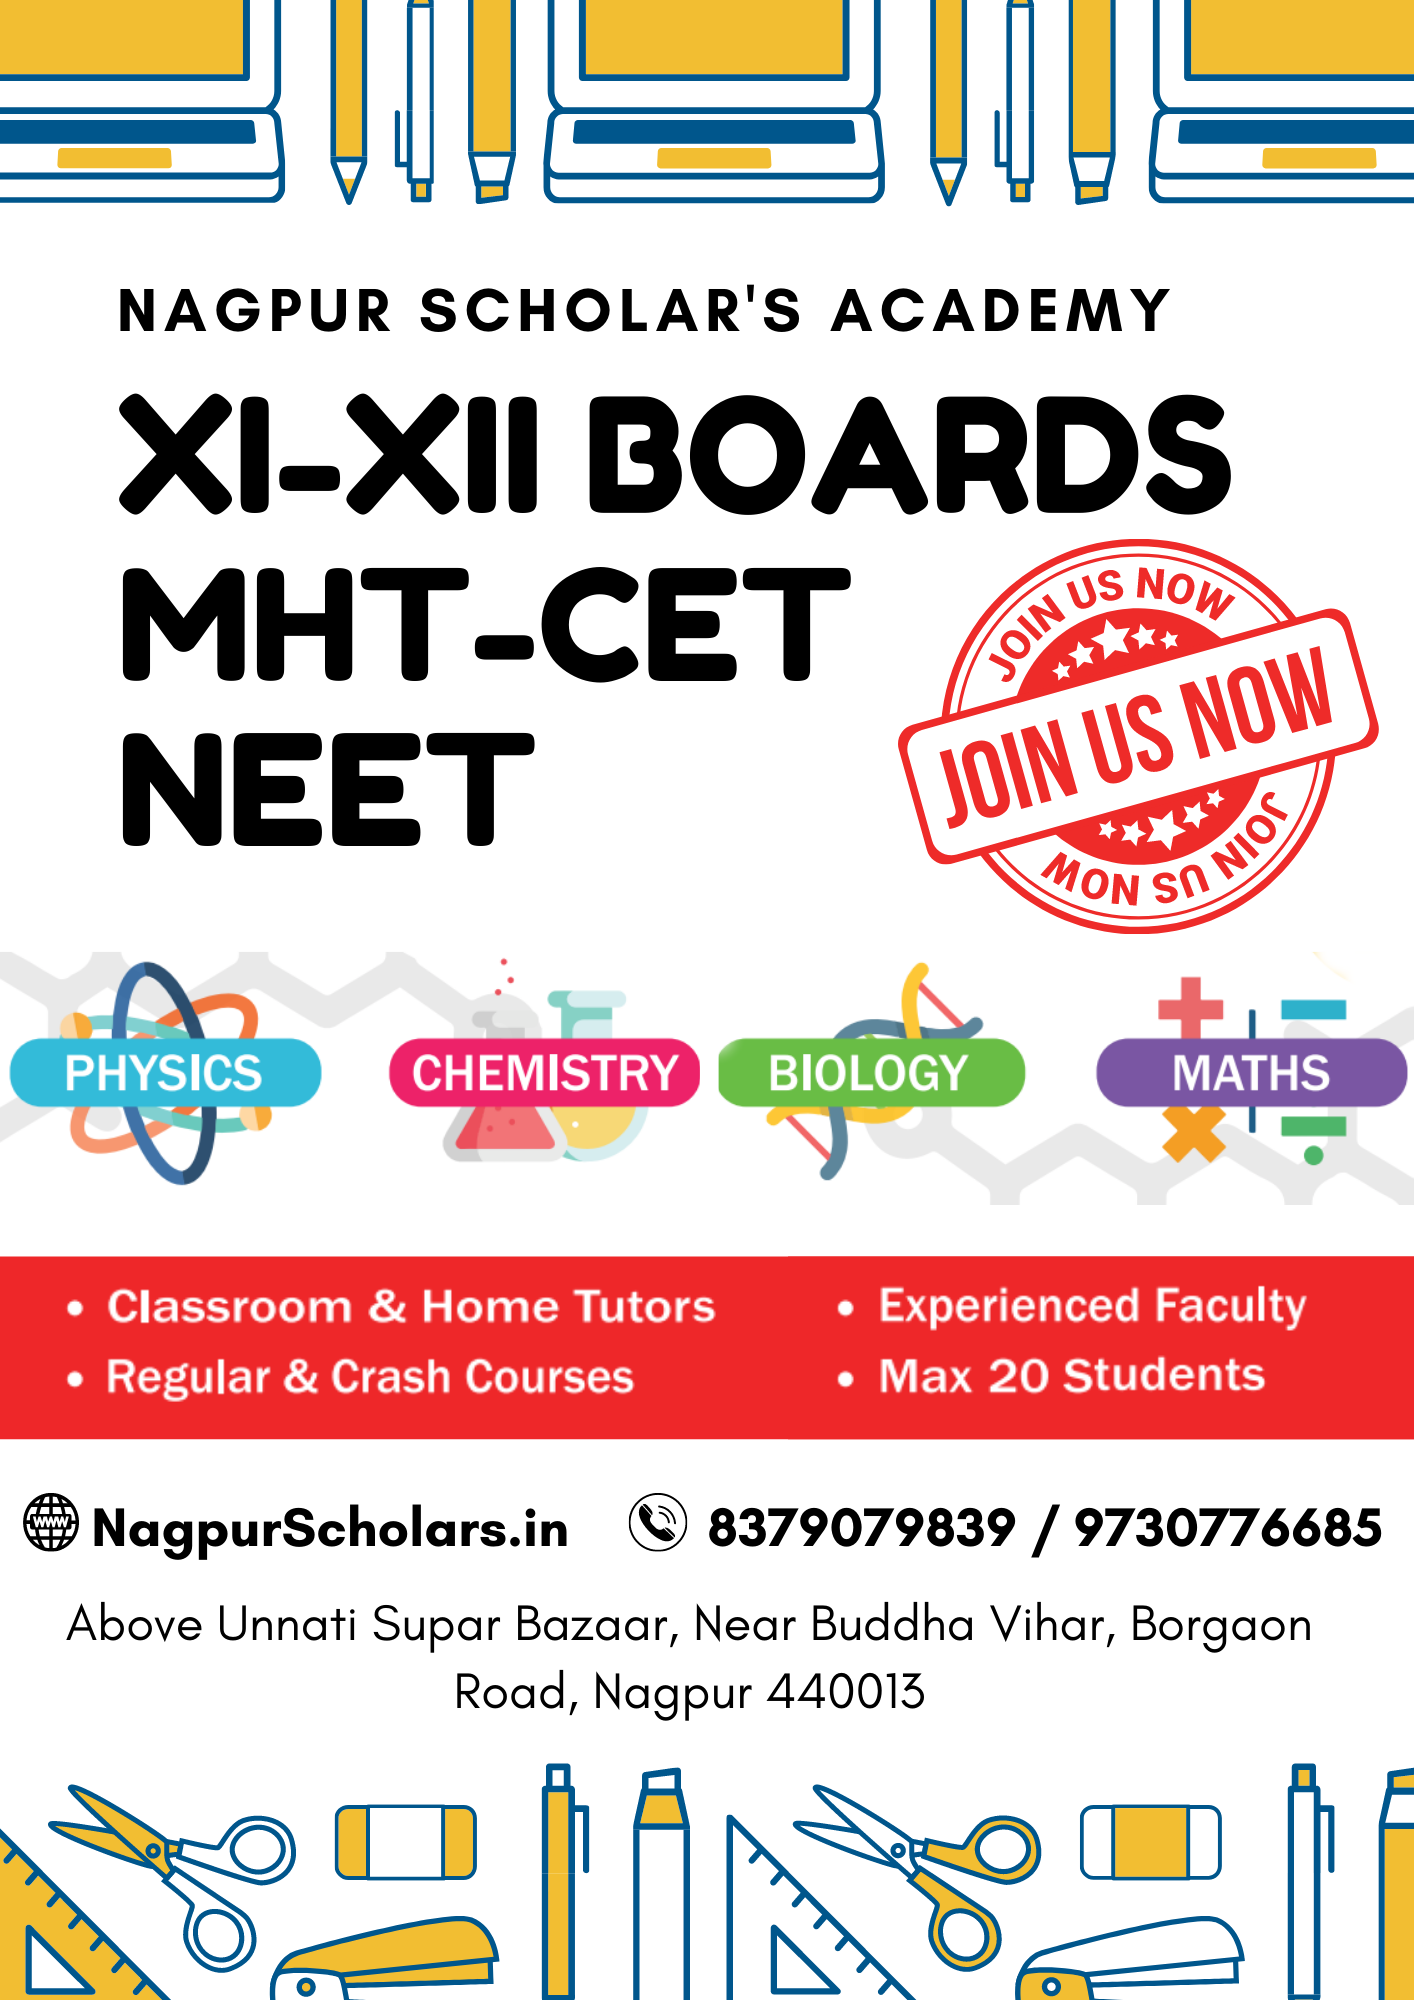 NAGPUR SCHOLAR'S ACADEMY
XI-XII BOARDS
MHT-CET
NEET
JOIN US NOW
JOIN US NOW
JOIN US NOW
PHYSICS
CHEMISTRY
BIOLOGY
MATHS
• Classroom & Home Tutors
• Regular & Crash Courses
• Experienced Faculty
• Max 20 Students
WWW
NagpurScholars.in
8379079839 / 9730776685
Above Unnati Supar Bazaar, Near Buddha Vihar, Borgaon
Road, Nagpur 440013